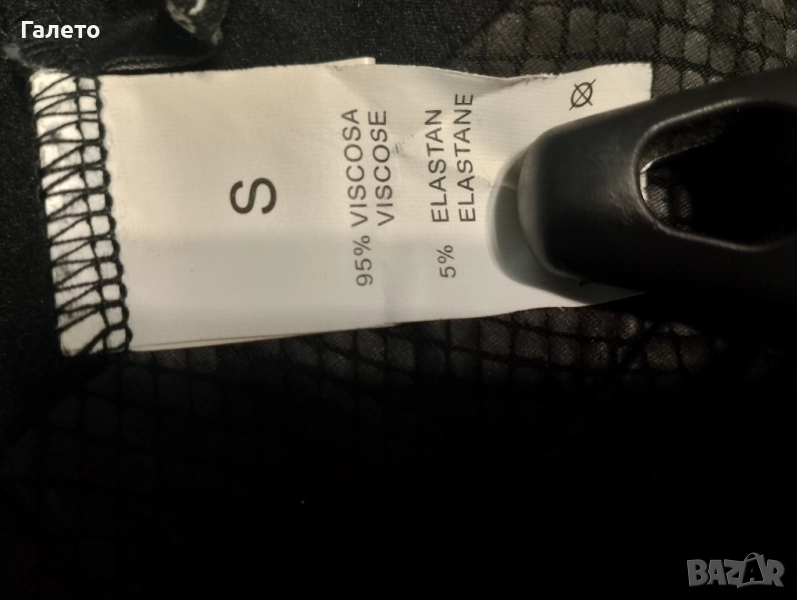 Галето
S
95% VISCOSA
VISCOSE
5% ELASTAN
ELASTANE
BAZAR